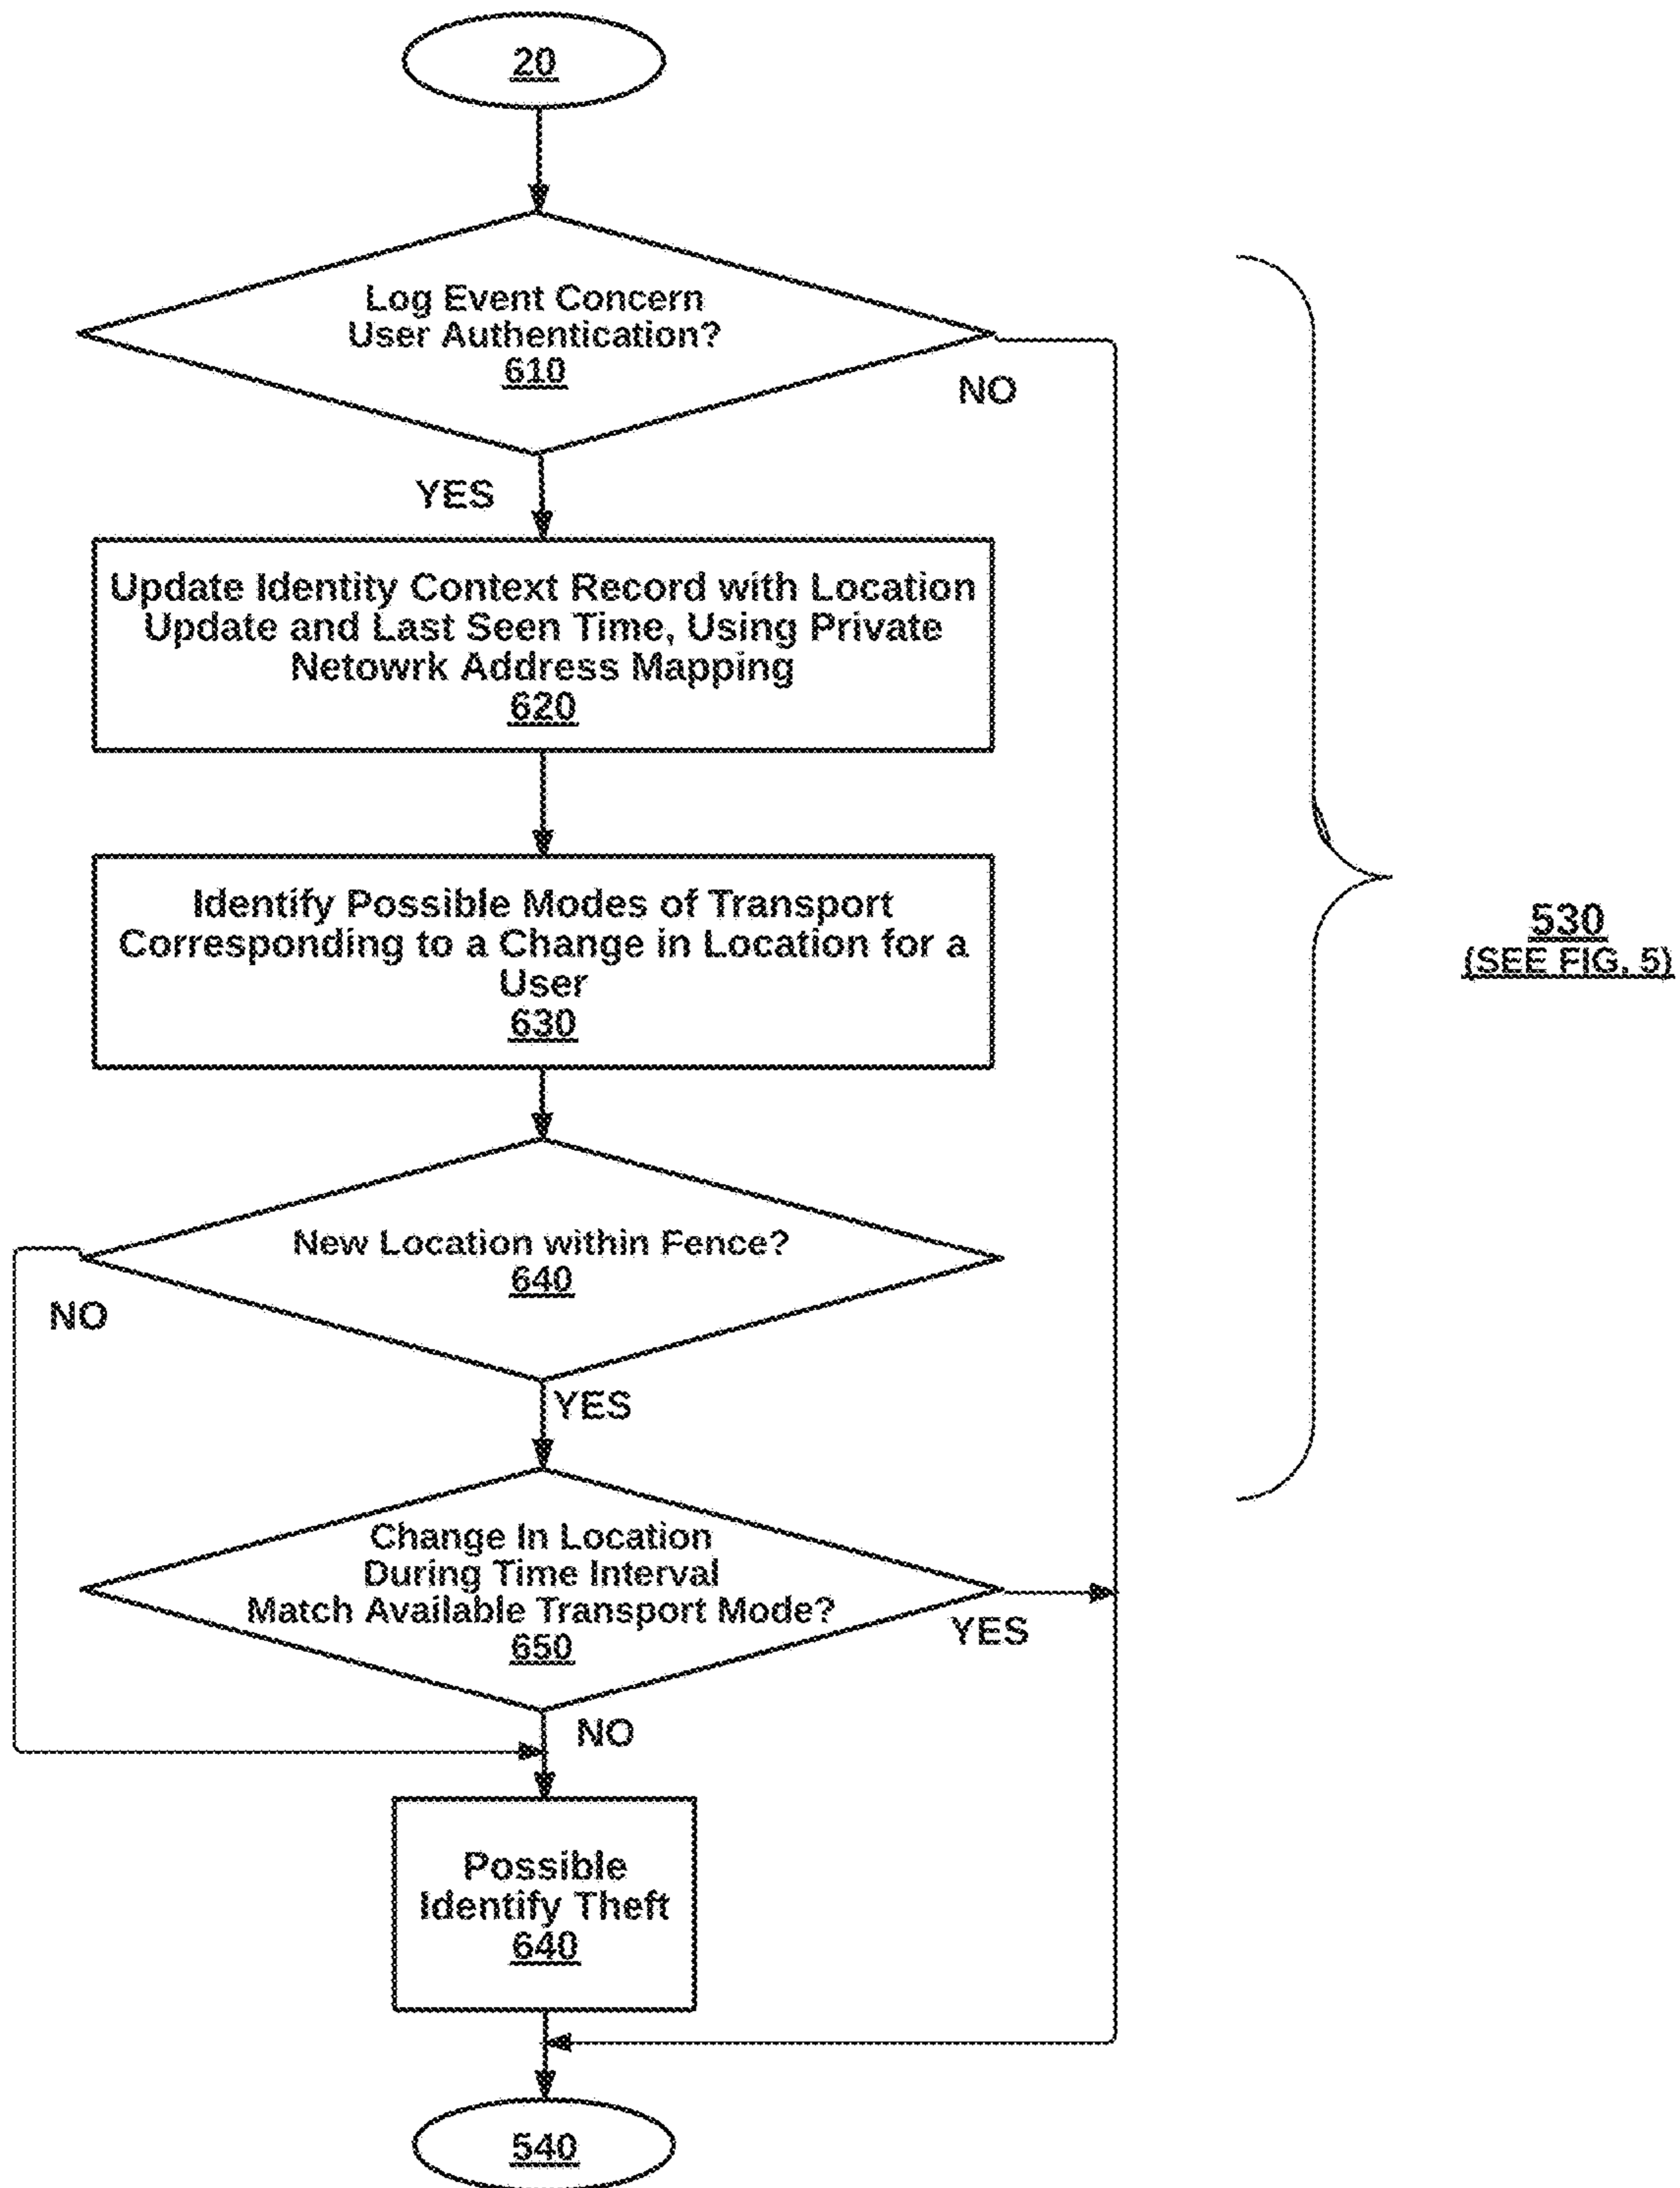 20
Log Event Concern
User Authentication?
610
NO
YES
Update Identity Context Record with Location
Update and Last Seen Time, Using Private
Netowrk Address Mapping
620
Identify Possible Modes of Transport
Corresponding to a Change in Location for a
User
630
530
(SEE FIG. 5)
New Location within Fence?
640
NO
YES
Change In Location
During Time Interval
Match Available Transport Mode?
650
YES
NO
Possible
Identify Theft
640
540